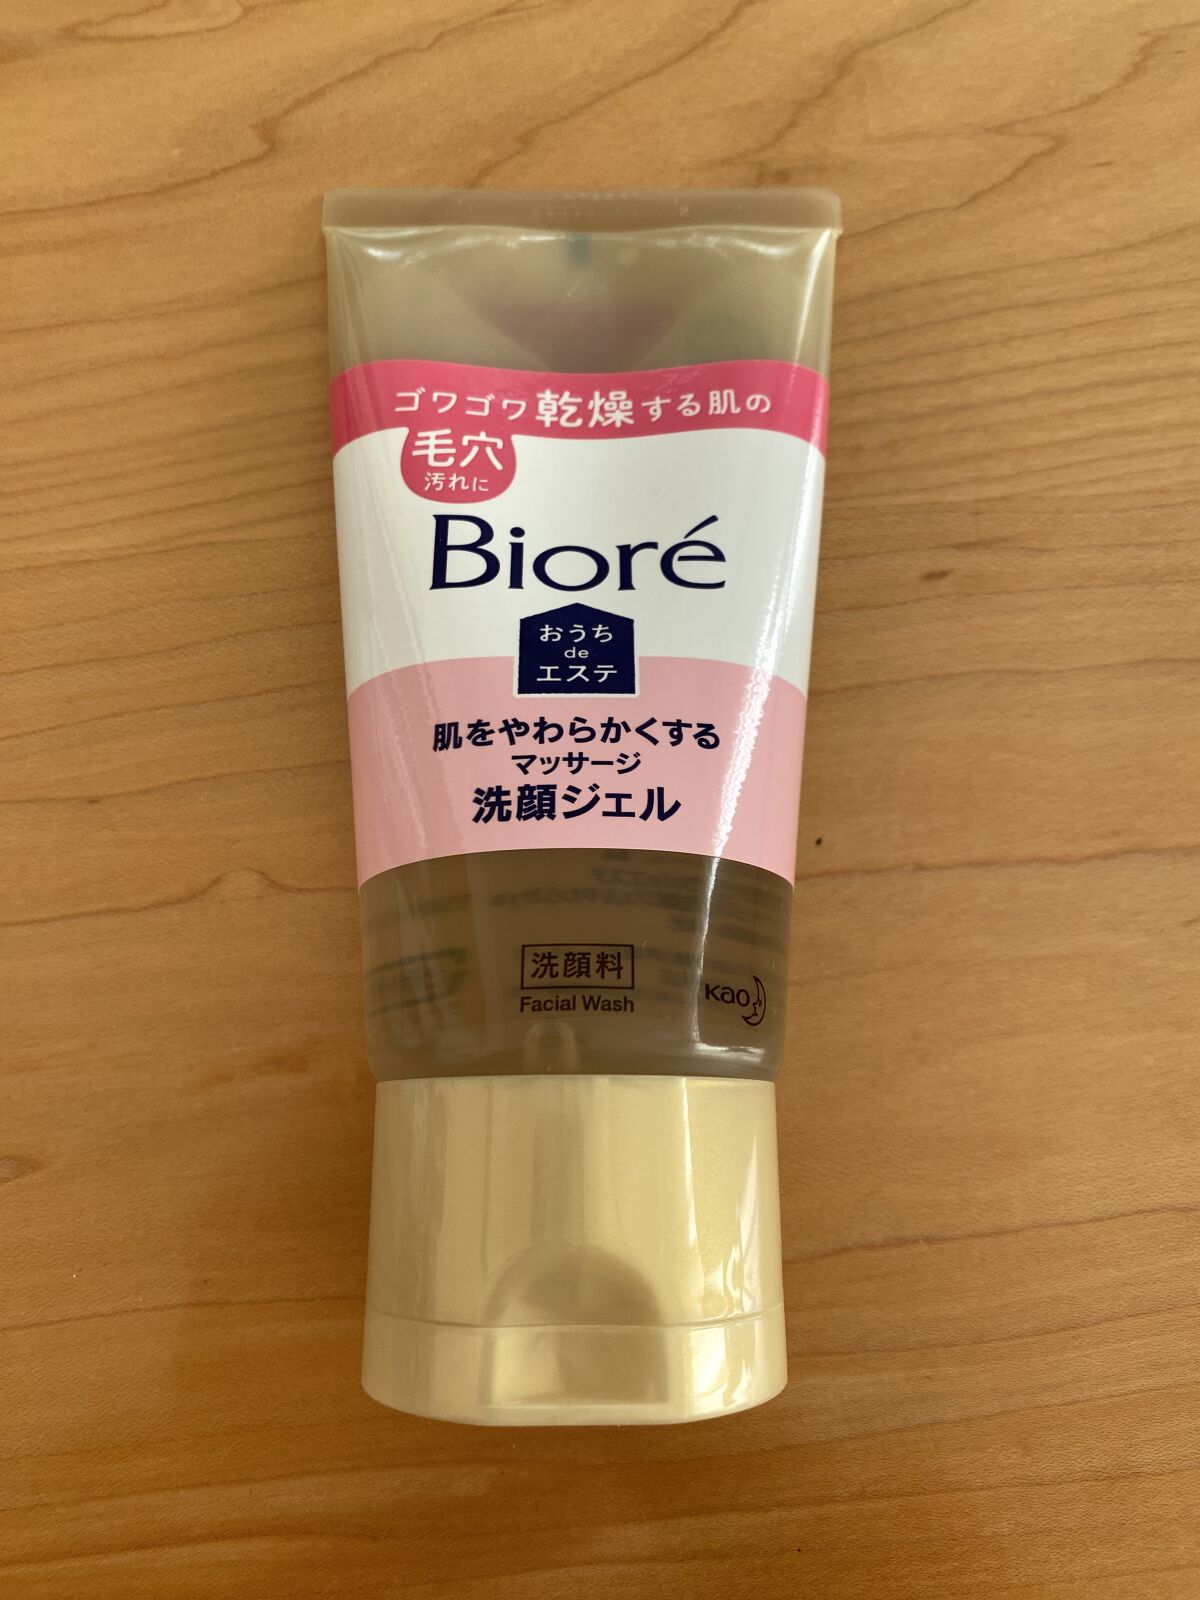 ゴワゴワ乾燥する肌の
毛穴
汚れに
Bioré
おうち
de
エステ
肌をやわらかくする
マッサージ
洗顔ジェル
洗顔料
Facial Wash
Kao